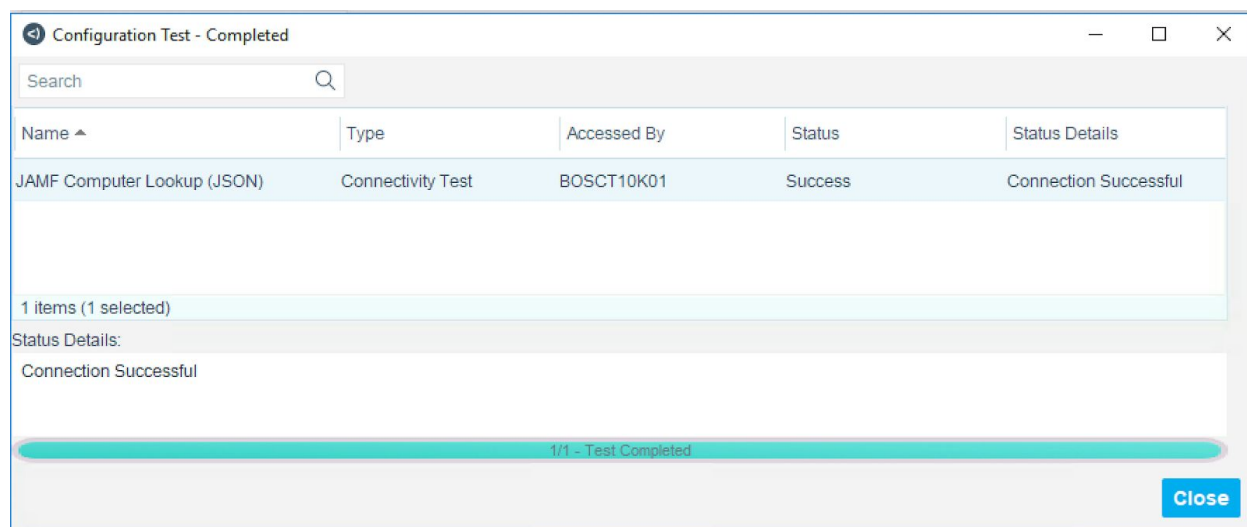 Configuration Test - Completed
Search
Name Type Accessed By Status Status Details
JAMF Computer Lookup (JSON) Connectivity Test BOSCT10K01 Success Connection Successful
1 items (1 selected)
Status Details:
Connection Successful
1/1 - Test Completed
Close